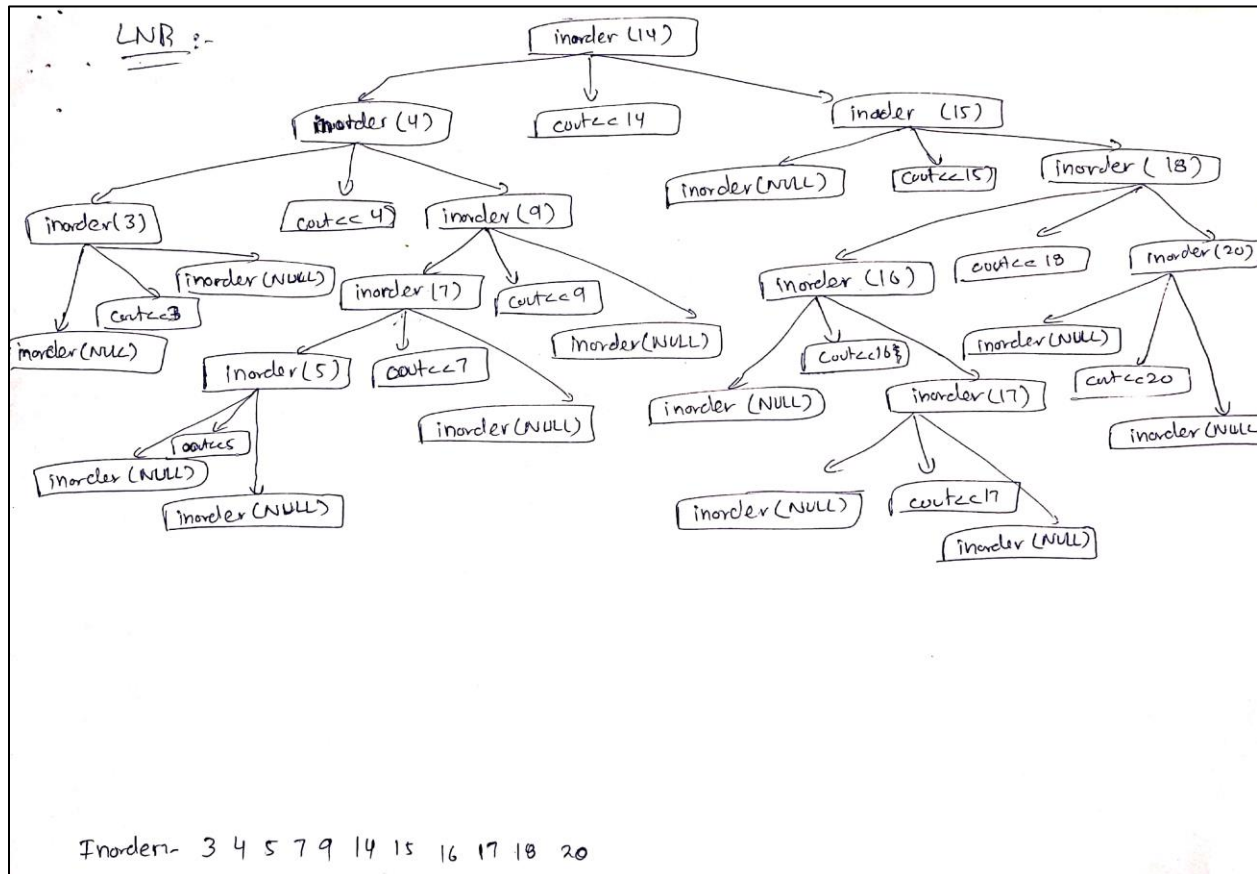 LNR :-
inorder (14)
inorder (4)
cout<<14
inoder (15)
inorder(3)
cout<<4
inorder (9)
inorder(NULL)
cout<<15
inorder( 18)
inorder(NULL)
cout<<3
inorder(NULL)
inorder (7)
cout<<9
inorder(NULL)
inorder (16)
cout<<18
inorder(20)
inorder (5)
cout<<7
inorder(NULL)
inorder (NULL)
cout<<16
inorder(17)
inorder(NULL)
cout<<20
inorder (NULL)
inorder (NULL)
cout<<5
inorder (NULL)
inorder(NULL)
cout<<17
inorder (NULL)
Inorder:- 3 4 5 7 9 14 15 16 17 18 20